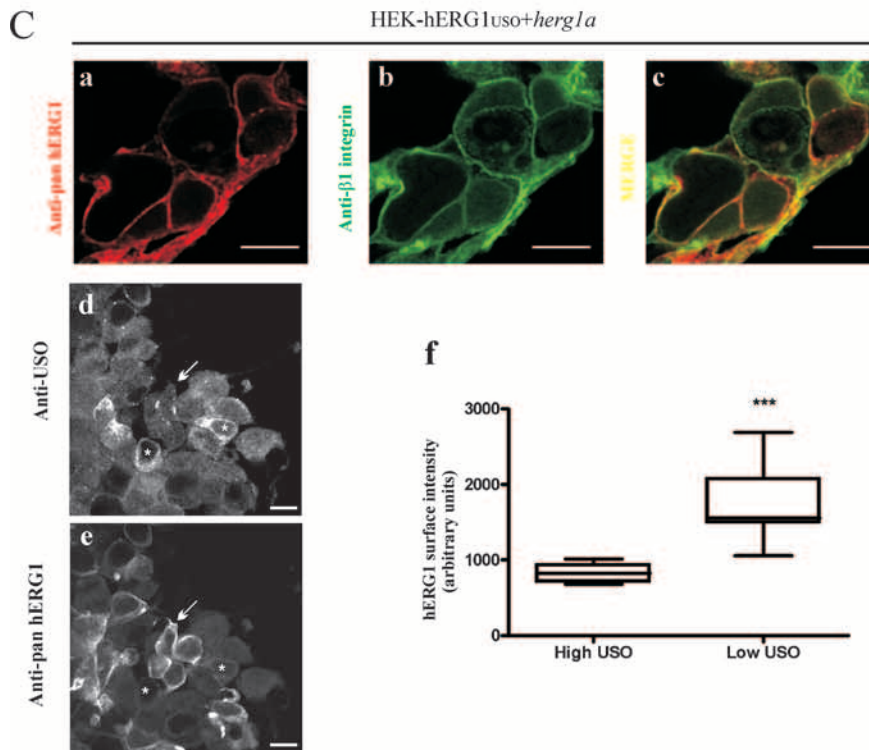 C
HEK-hERG1USO+herg1a
a
b
c
Anti-pan hERG1
Anti-β1 integrin
MERGE
d
Anti-USO
*
*
e
Anti-pan hERG1
*
*
f
***
hERG1 surface intensity
(arbitrary units)
3000
2000
1000
0
High USO
Low USO